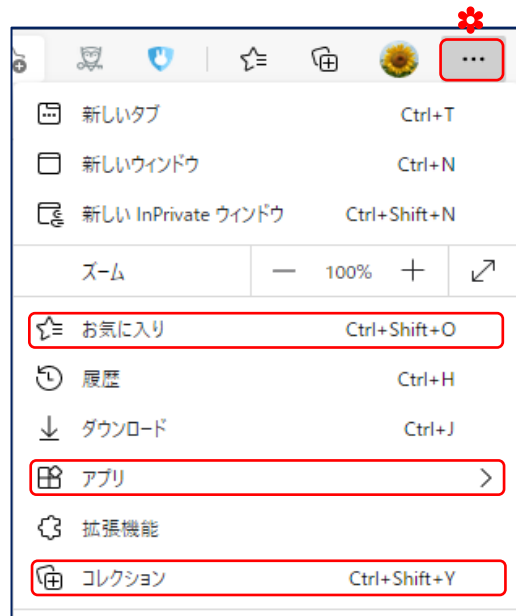 新しいタブ Ctrl+T
新しいウィンドウ Ctrl+N
新しい InPrivate ウィンドウ Ctrl+Shift+N
ズーム — 100% +
お気に入り Ctrl+Shift+O
履歴 Ctrl+H
ダウンロード Ctrl+J
アプリ
拡張機能
コレクション Ctrl+Shift+Y